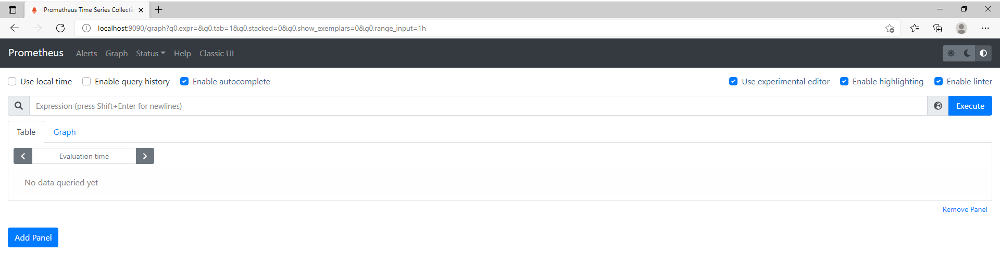 Prometheus Time Series Collectic
localhost:9090/graph?g0.expr=&g0.tab=1&g0.stacked=0&g0.show_exemplars=0&g0.range_input=1h
Prometheus Alerts Graph Status Help Classic UI
Use local time Enable query history Enable autocomplete Use experimental editor Enable highlighting Enable linter
Expression (press Shift+Enter for newlines) Execute
Table Graph
Evaluation time
No data queried yet
Remove Panel
Add Panel